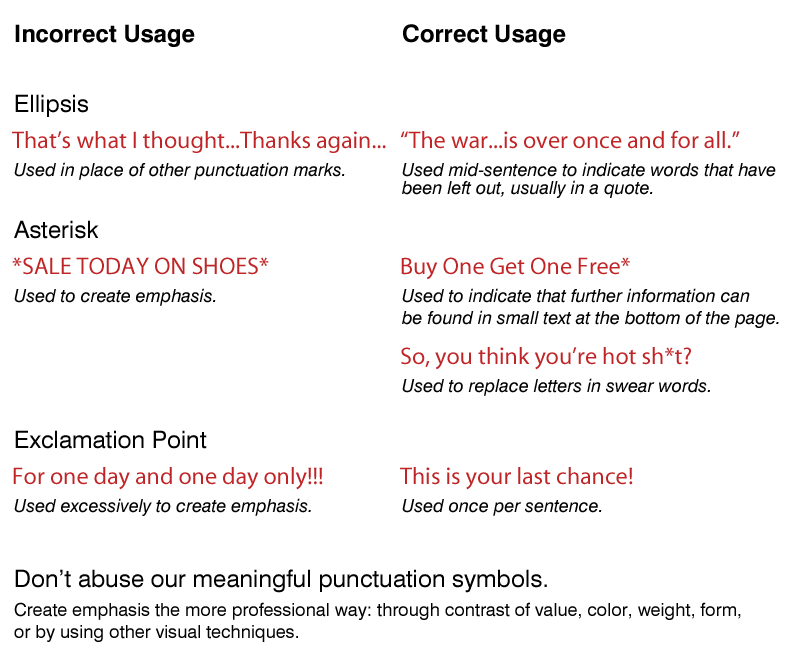 Incorrect Usage
Correct Usage
Ellipsis
That’s what I thought...Thanks again...
“The war...is over once and for all.”
Used in place of other punctuation marks.
Used mid-sentence to indicate words that have
been left out, usually in a quote.
Asterisk
*SALE TODAY ON SHOES*
Buy One Get One Free*
Used to create emphasis.
Used to indicate that further information can
be found in small text at the bottom of the page.
So, you think you’re hot sh*t?
Used to replace letters in swear words.
Exclamation Point
For one day and one day only!!!
This is your last chance!
Used excessively to create emphasis.
Used once per sentence.
Don’t abuse our meaningful punctuation symbols.
Create emphasis the more professional way: through contrast of value, color, weight, form,
or by using other visual techniques.